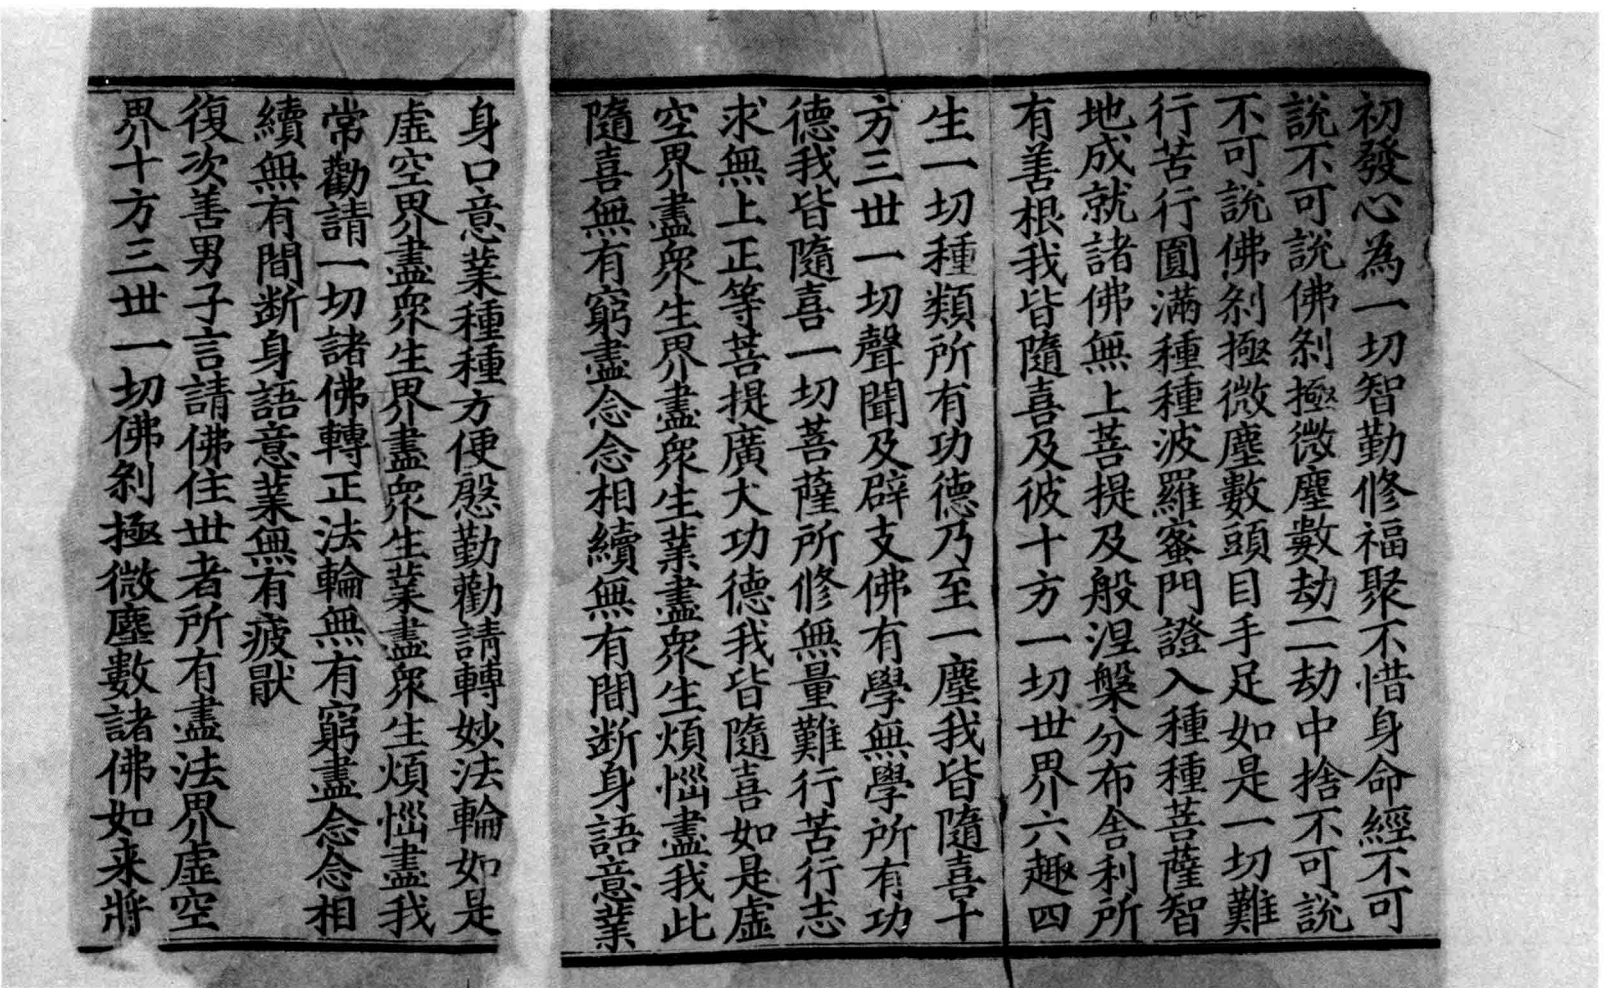 初發心為一切智勤修福聚不惜身命經不可
說不可說佛刹極微塵數劫一一劫中捨不可說
不可說佛刹極微塵數頭目手足如是一切難
行苦行圓滿種種波羅蜜門證入種種菩薩智
地成就諸佛無上菩提及般涅槃分布舍利所
有善根我皆隨喜及彼十方一切世界六趣四
生一切種類所有功德乃至一塵我皆隨喜十
方三世一切聲聞及辟支佛有學無學所有功
德我皆隨喜一切菩薩所修無量難行苦行志
求無上正等菩提廣大功德我皆隨喜如是虛
空界盡衆生界盡衆生業盡衆生煩惱盡我此
隨喜無有窮盡念念相續無有間断身語意業
身口意業種種方便慇勤勸請轉妙法輪如是
虛空界盡衆生界盡衆生業盡衆生煩惱盡我
常勸請一切諸佛轉正法輪無有窮盡念念相
續無有間断身語意業無有疲猒
復次善男子言請佛住世者所有盡法界虛空
界十方三世一切佛刹極微塵數諸佛如来將